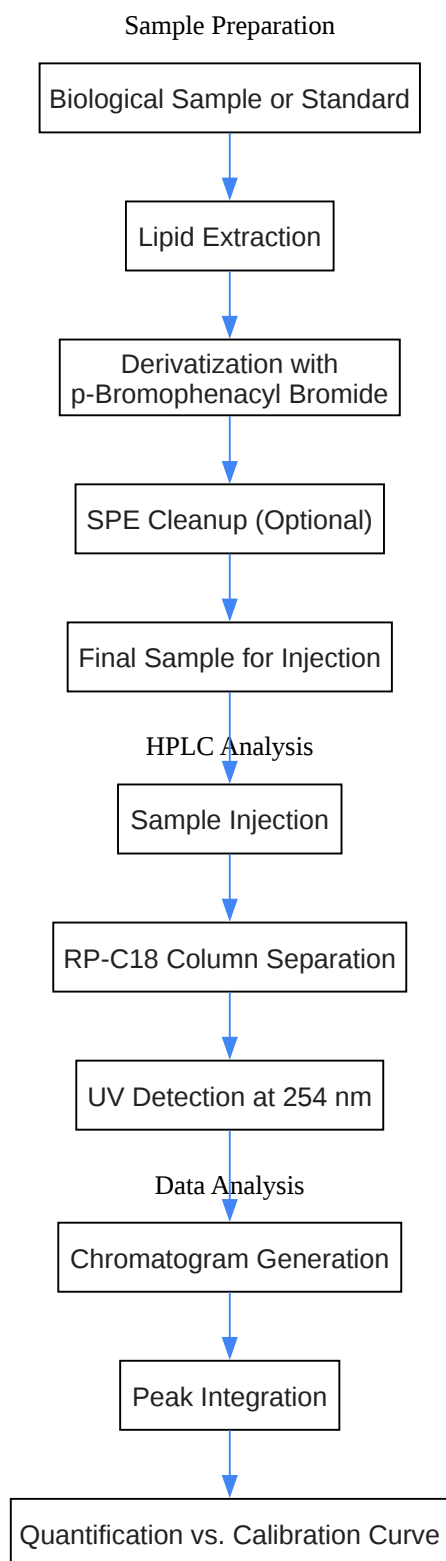 Sample Preparation
Biological Sample or Standard
Lipid Extraction
Derivatization with
p-Bromophenacyl Bromide
SPE Cleanup (Optional)
Final Sample for Injection
HPLC Analysis
Sample Injection
RP-C18 Column Separation
UV Detection at 254 nm
Data Analysis
Chromatogram Generation
Peak Integration
Quantification vs. Calibration Curve